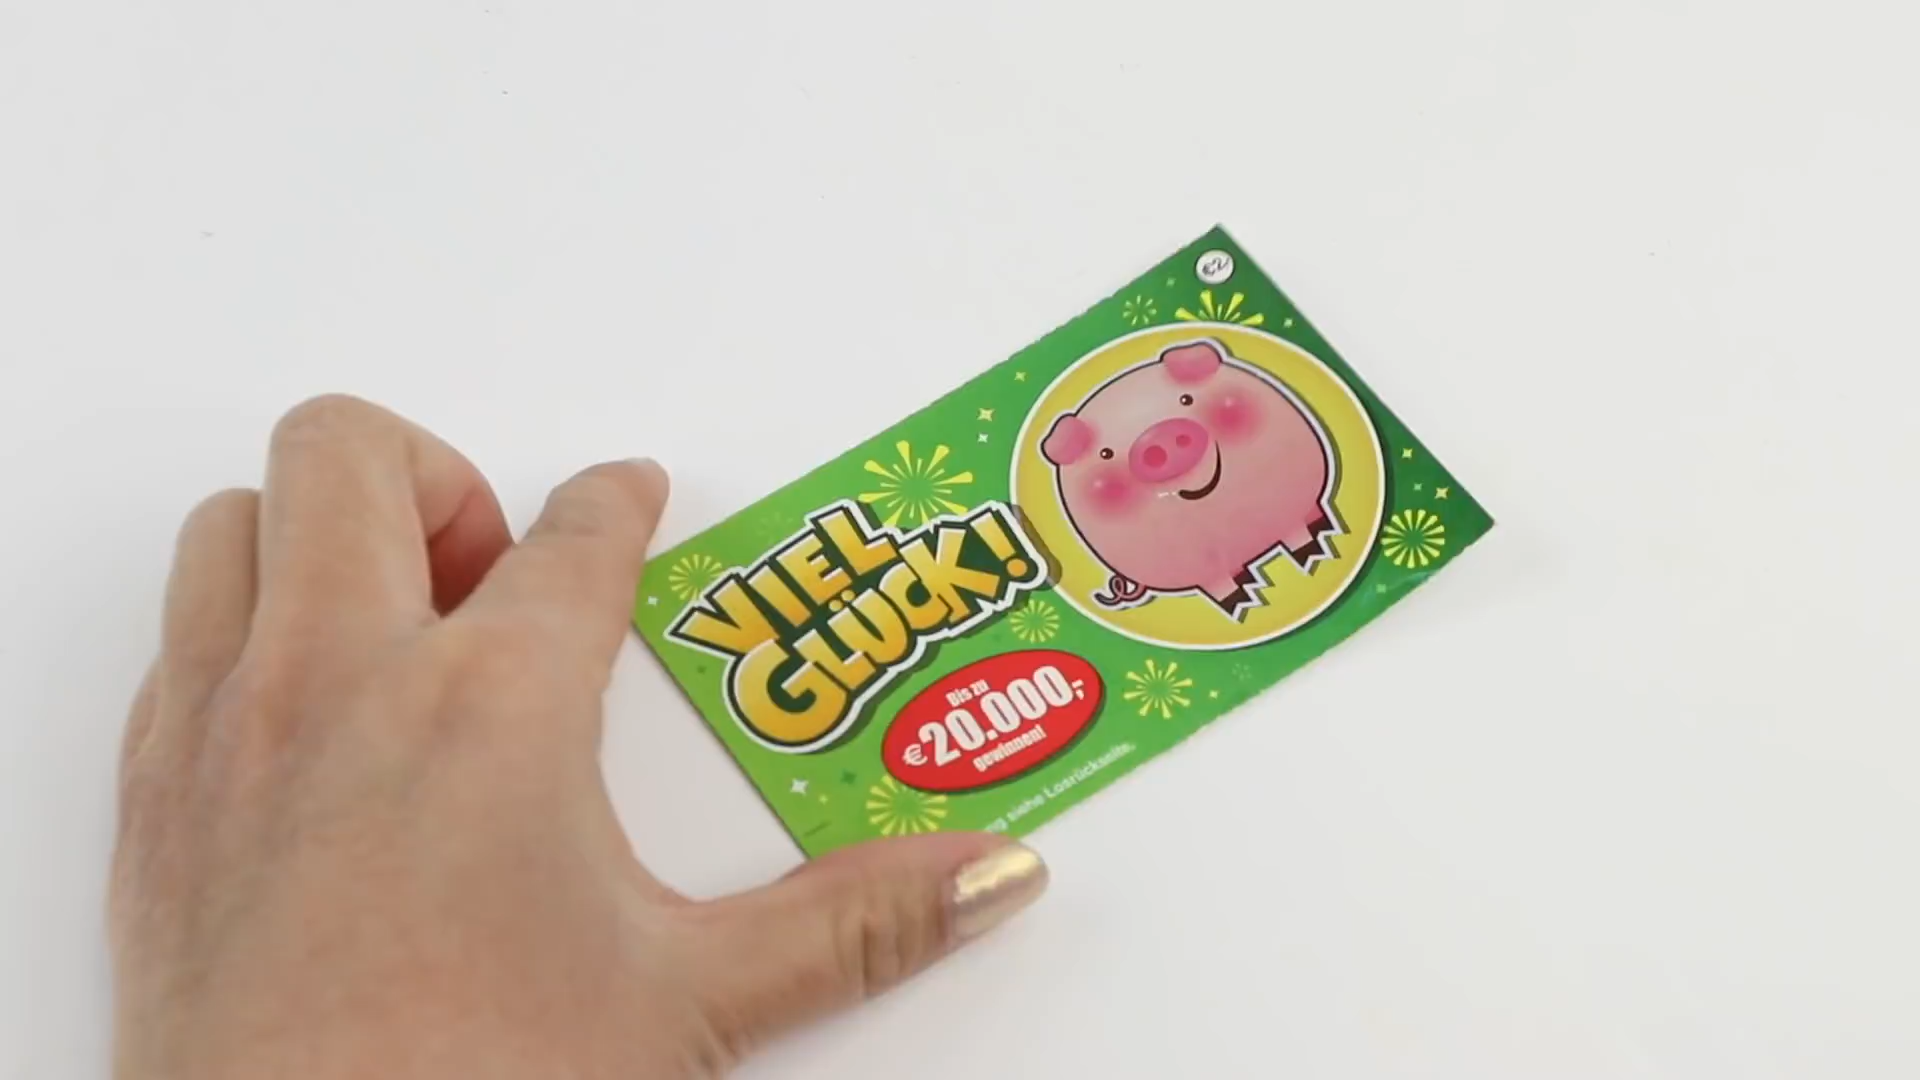 €2
VIEL
GLÜCK!
Bis zu
€20.000,-
gewinnen!
siehe Losrückseite.